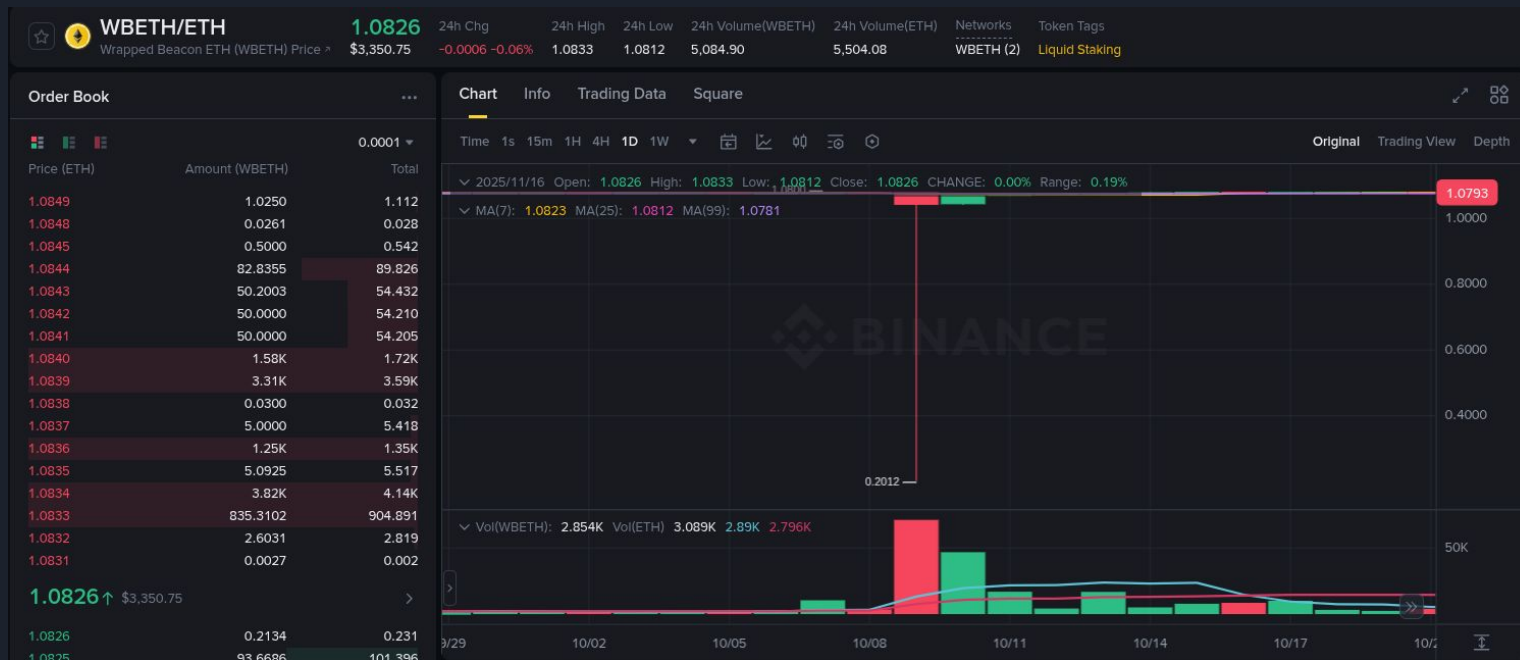 WBETH/ETH
Wrapped Beacon ETH (WBETH) Price
1.0826
$3,350.75
24h Chg
-0.0006 -0.06%
24h High
1.0833
24h Low
1.0812
24h Volume(WBETH)
5,084.90
24h Volume(ETH)
5,504.08
Networks
WBETH (2)
Token Tags
Liquid Staking
Order Book
0.0001
Price (ETH) Amount (WBETH) Total
1.0849 1.0250 1.112
1.0848 0.0261 0.028
1.0845 0.5000 0.542
1.0844 82.8355 89.826
1.0843 50.2003 54.432
1.0842 50.0000 54.210
1.0841 50.0000 54.205
1.0840 1.58K 1.72K
1.0839 3.31K 3.59K
1.0838 0.0300 0.032
1.0837 5.0000 5.418
1.0836 1.25K 1.35K
1.0835 5.0925 5.517
1.0834 3.82K 4.14K
1.0833 835.3102 904.891
1.0832 2.6031 2.819
1.0831 0.0027 0.002
1.0826↑ $3,350.75
1.0826 0.2134 0.231
1.0825 93.6686 101.396
Chart Info Trading Data Square
Time 1s 15m 1H 4H 1D 1W
Original Trading View Depth
2025/11/16 Open: 1.0826 High: 1.0833 Low: 1.0812 Close: 1.0826 CHANGE: 0.00% Range: 0.19%
1.0800
MA(7): 1.0823 MA(25): 1.0812 MA(99): 1.0781
1.0793
1.0000
0.8000
BINANCE
0.6000
0.4000
0.2012
Vol(WBETH): 2.854K Vol(ETH) 3.089K 2.89K 2.796K
50K
9/29 10/02 10/05 10/08 10/11 10/14 10/17